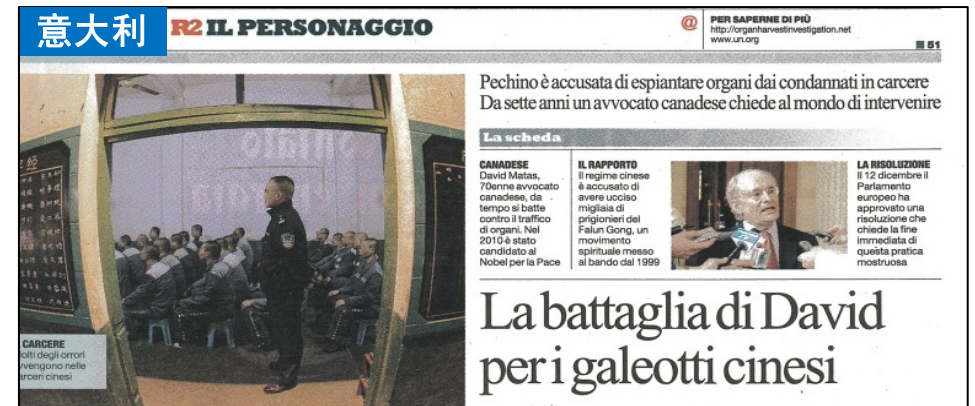 意大利
R2 IL PERSONAGGIO
@
PER SAPERNE DI PIÙ
http://organharvestinvestigation.net
www.un.org
51
Pechino è accusata di espiantare organi dai condannati in carcere
Da sette anni un avvocato canadese chiede al mondo di intervenire
La scheda
CANADESE
David Matas,
70enne avvocato
canadese, da
tempo si batte
contro il traffico
di organi. Nel
2010 è stato
candidato al
Nobel per la Pace
IL RAPPORTO
Il regime cinese
è accusato di
avere ucciso
migliaia di
prigionieri del
Falun Gong, un
movimento
spirituale messo
al bando dal 1999
LA RISOLUZIONE
Il 12 dicembre il
Parlamento
europeo ha
approvato una
risoluzione che
chiede la fine
immediata di
questa pratica
mostruosa
La battaglia di David
per i galeotti cinesi
CARCERE
olti degli orrori
vvengono nelle
arceri cinesi